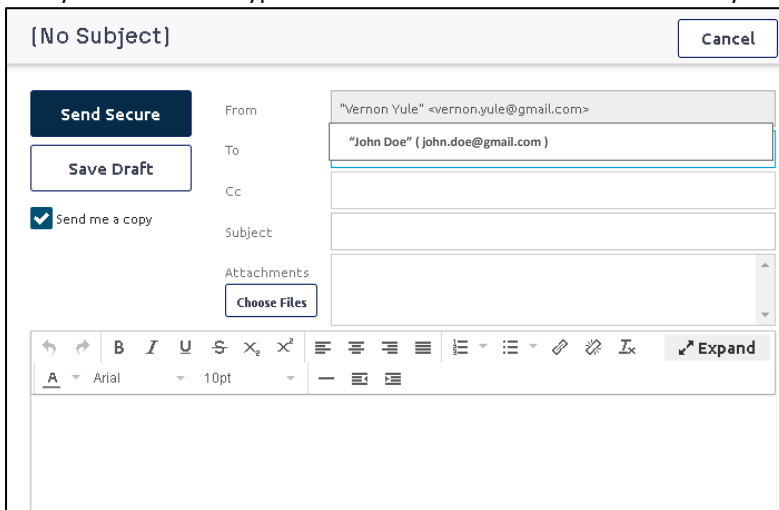 (No Subject)
Cancel
Send Secure
Save Draft
Send me a copy
From "Vernon Yule" <vernon.yule@gmail.com>
To “John Doe” ( john.doe@gmail.com )
Cc
Subject
Attachments
Choose Files
B I U S X₂ X² Ix Expand
A Arial 10pt